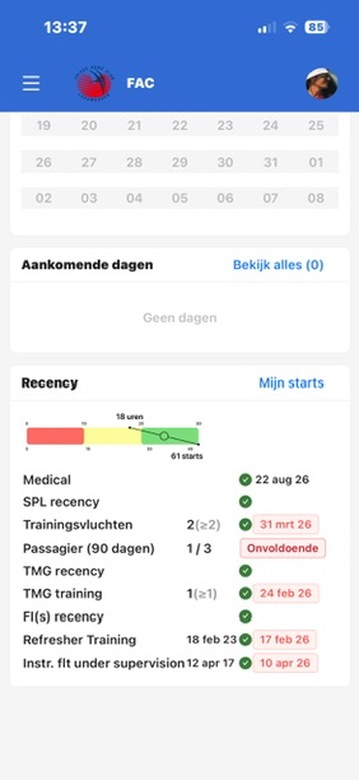 13:37
85
FAC
19 20 21 22 23 24 25
26 27 28 29 30 31 01
02 03 04 05 06 07 08
Aankomende dagen Bekijk alles (0)
Geen dagen
Recency Mijn starts
18 uren
61 starts
Medical 22 aug 26
SPL recency
Trainingsvluchten 2(≥2) 31 mrt 26
Passagier (90 dagen) 1 / 3 Onvoldoende
TMG recency
TMG training 1(≥1) 24 feb 26
FI(s) recency
Refresher Training 18 feb 23 17 feb 26
Instr. flt under supervision 12 apr 17 10 apr 26